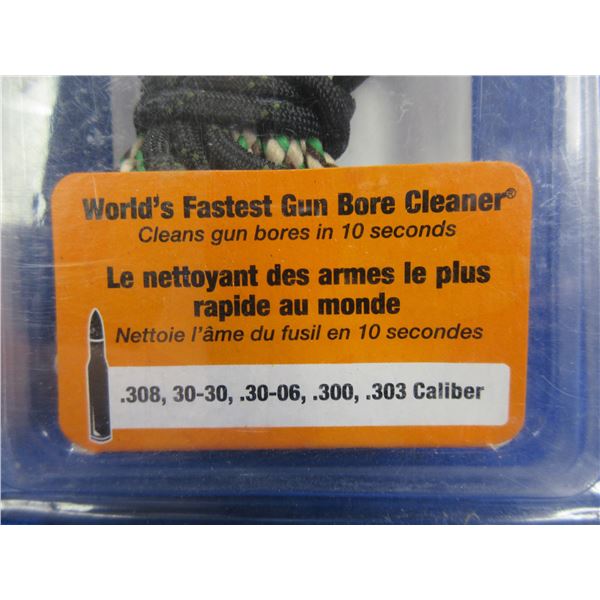 World's Fastest Gun Bore Cleaner®
Cleans gun bores in 10 seconds
Le nettoyant des armes le plus
rapide au monde
Nettoie l'âme du fusil en 10 secondes
.308, 30-30, .30-06, .300, .303 Caliber